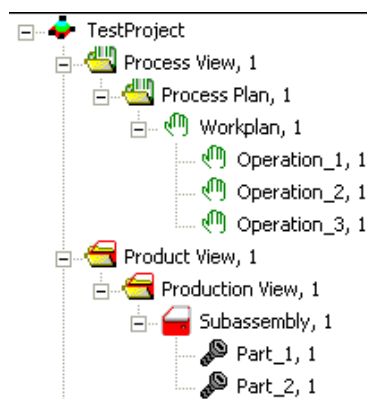 TestProject
Process View, 1
Process Plan, 1
Workplan, 1
Operation_1, 1
Operation_2, 1
Operation_3, 1
Product View, 1
Production View, 1
Subassembly, 1
Part_1, 1
Part_2, 1